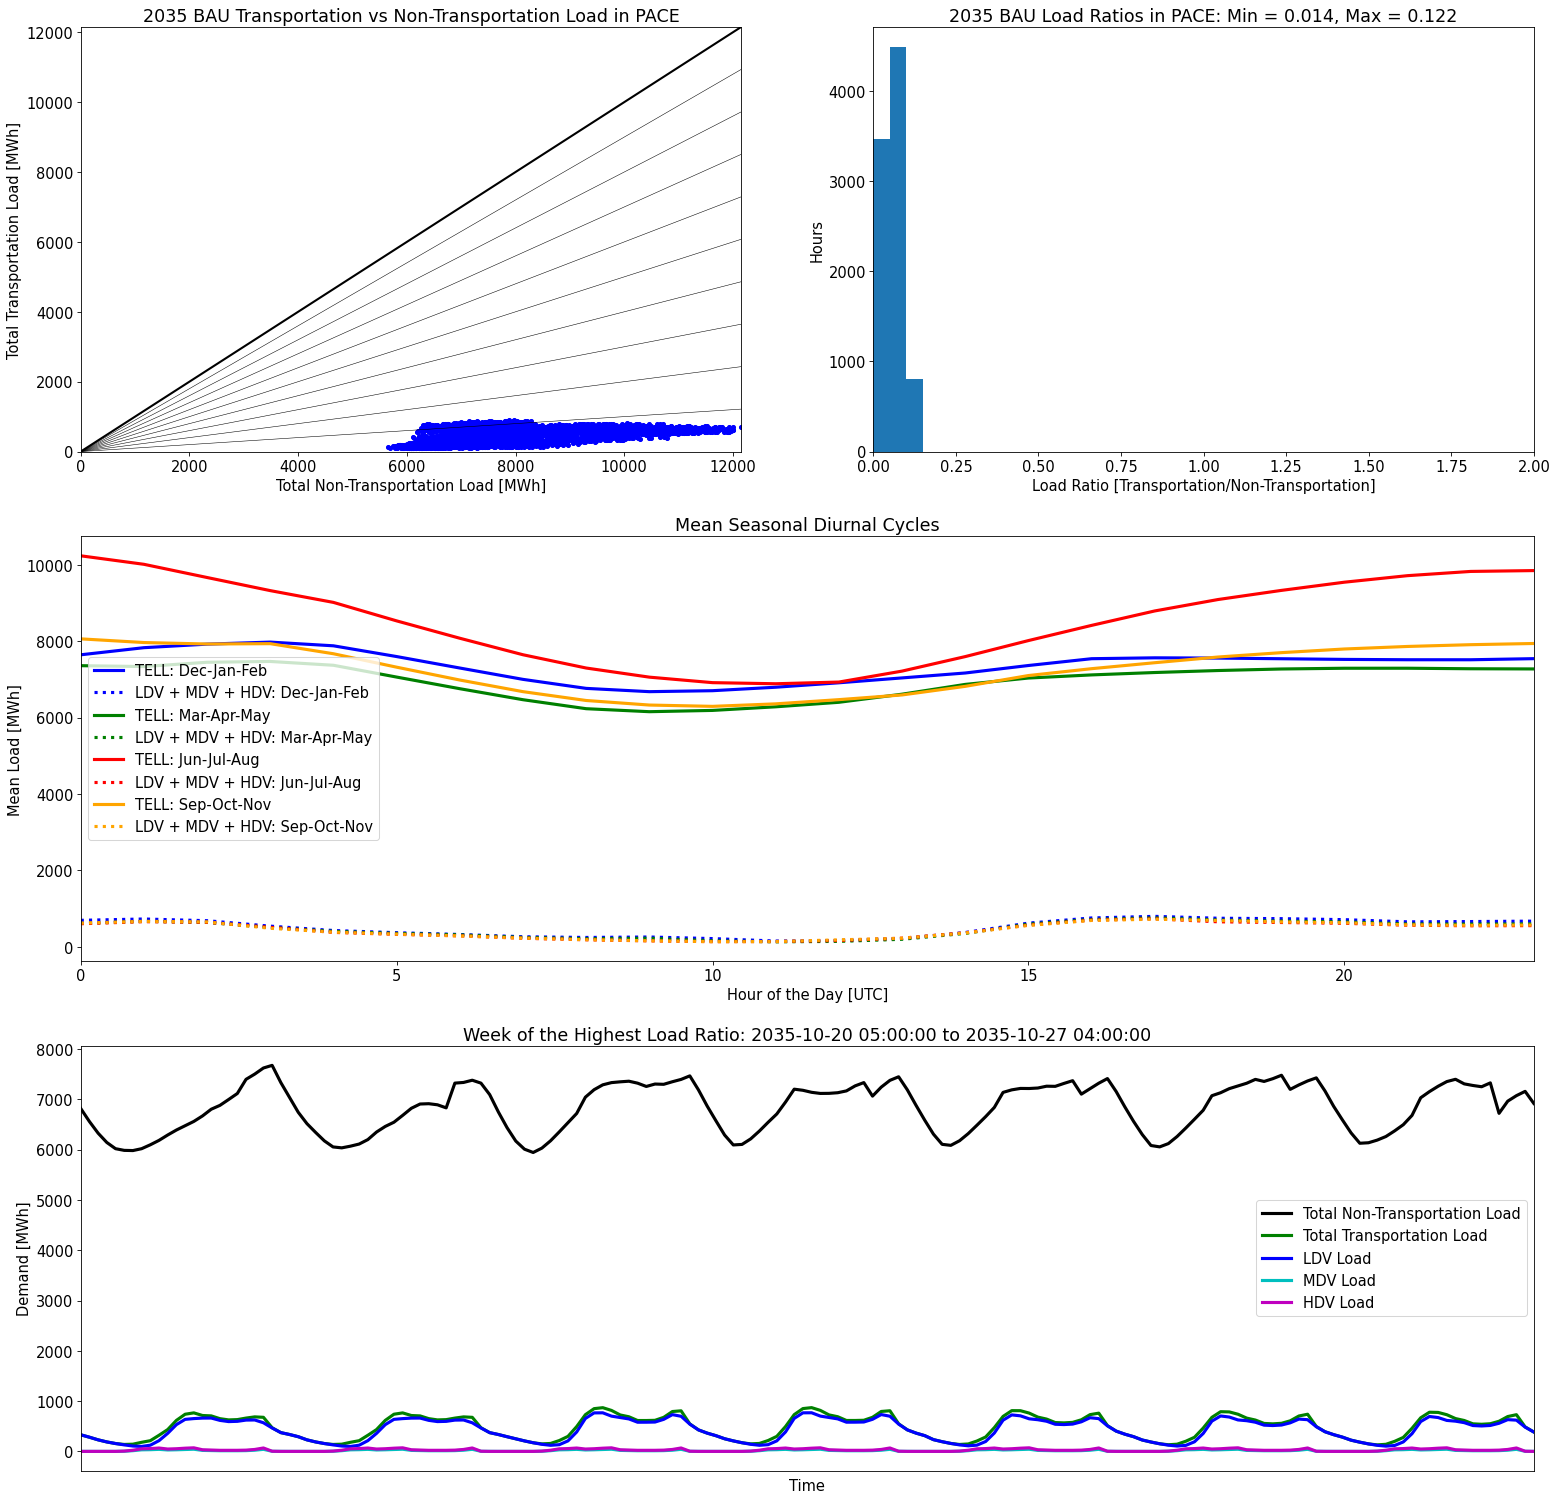 2035 BAU Transportation vs Non-Transportation Load in PACE
12000
10000
8000
6000
4000
2000
0
Total Transportation Load [MWh]
0 2000 4000 6000 8000 10000 12000
Total Non-Transportation Load [MWh]
2035 BAU Load Ratios in PACE: Min = 0.014, Max = 0.122
4000
3000
2000
1000
0
Hours
0.00 0.25 0.50 0.75 1.00 1.25 1.50 1.75 2.00
Load Ratio [Transportation/Non-Transportation]
Mean Seasonal Diurnal Cycles
10000
8000
6000
4000
2000
0
Mean Load [MWh]
TELL: Dec-Jan-Feb
LDV + MDV + HDV: Dec-Jan-Feb
TELL: Mar-Apr-May
LDV + MDV + HDV: Mar-Apr-May
TELL: Jun-Jul-Aug
LDV + MDV + HDV: Jun-Jul-Aug
TELL: Sep-Oct-Nov
LDV + MDV + HDV: Sep-Oct-Nov
0 5 10 15 20
Hour of the Day [UTC]
Week of the Highest Load Ratio: 2035-10-20 05:00:00 to 2035-10-27 04:00:00
8000
7000
6000
5000
4000
3000
2000
1000
0
Demand [MWh]
Total Non-Transportation Load
Total Transportation Load
LDV Load
MDV Load
HDV Load
Time